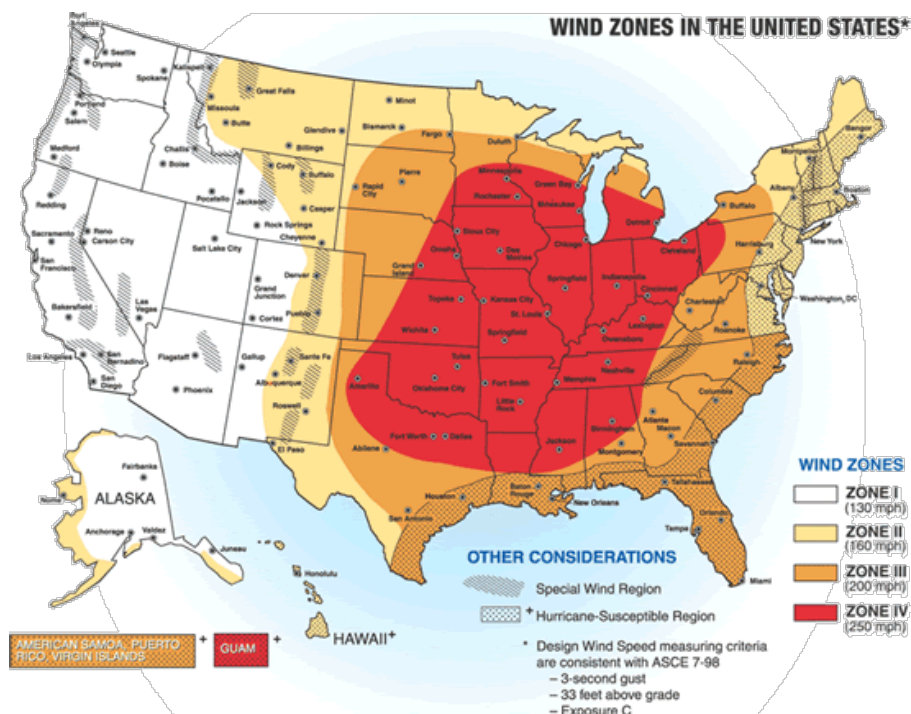 WIND ZONES IN THE UNITED STATES*
Port
Angeles
Seattle
Olympia
Spokane
Kalispell
Great Falls
Minot
Portland
Salem
Missoula
Butte
Glendive
Bismarck
Fargo
Duluth
Bangor
Medford
Challis
Boise
Billings
Montpelier
Cody
Buffalo
Pierre
Minneapolis
Redding
Pocatello
Jackson
Rapid
City
Rochester
Green Bay
Albany
Boston
Casper
Milwaukee
Buffalo
Sacramento
Reno
Carson City
Rock Springs
Cheyenne
Sioux City
Detroit
San
Francisco
Salt Lake City
Omaha
Des
Moines
Chicago
Cleveland
Harrisburg
New York
Grand
Island
Denver
Grand
Junction
Springfield
Indianapolis
Cincinnati
Washington, DC
Bakersfield
Las
Vegas
Pueblo
Topeka
Kansas City
St. Louis
Charleston
Cortes
Wichita
Springfield
Lexington
Owensboro
Roanoke
Los Angeles
San
Bernadino
Flagstaff
Gallup
Santa Fe
Tulsa
Nashville
Raleigh
San
Diego
Phoenix
Albuquerque
Amarillo
Oklahoma City
Fort Smith
Memphis
Columbia
Roswell
Little
Rock
Atlanta
Macon
Birmingham
Savannah
El Paso
Abilene
Fort Worth
Dallas
Jackson
Montgomery
Tallahassee
Houston
Baton
Rouge
New Orleans
San Antonio
Orlando
Tampa
Miami
Fairbanks
Nome
ALASKA
Anchorage
Valdez
Juneau
Honolulu
HAWAII+
WIND ZONES
ZONE I
(130 mph)
ZONE II
(160 mph)
ZONE III
(200 mph)
ZONE IV
(250 mph)
OTHER CONSIDERATIONS
Special Wind Region
+ Hurricane-Susceptible Region
AMERICAN SAMOA, PUERTO
RICO, VIRGIN ISLANDS
+
GUAM
+
* Design Wind Speed measuring criteria
are consistent with ASCE 7-98
– 3-second gust
– 33 feet above grade
– Exposure C